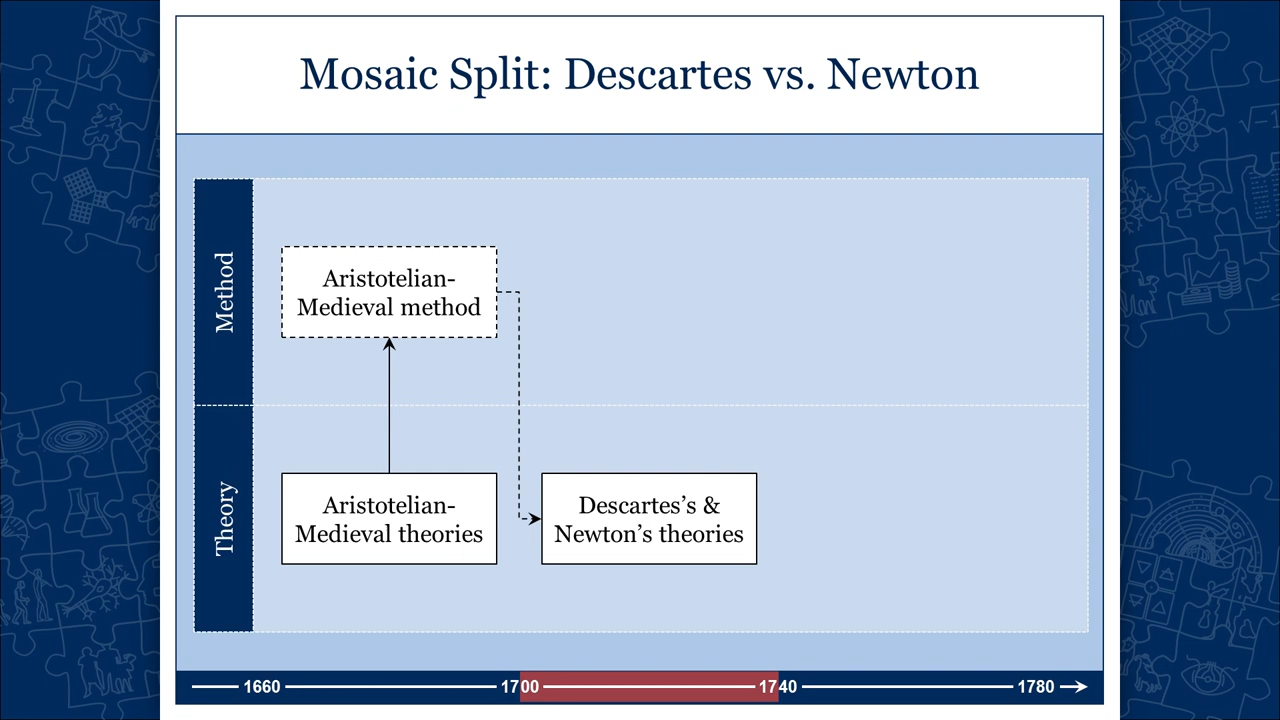 Mosaic Split: Descartes vs. Newton
Method
Aristotelian-
Medieval method
Theory
Aristotelian-
Medieval theories
Descartes’s &
Newton’s theories
1660 1700 1740 1780